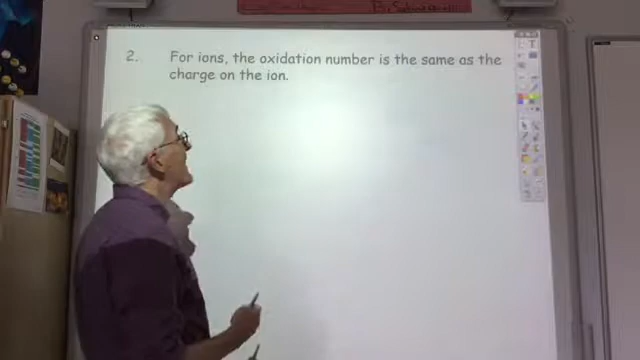 2. For ions, the oxidation number is the same as the
charge on the ion.